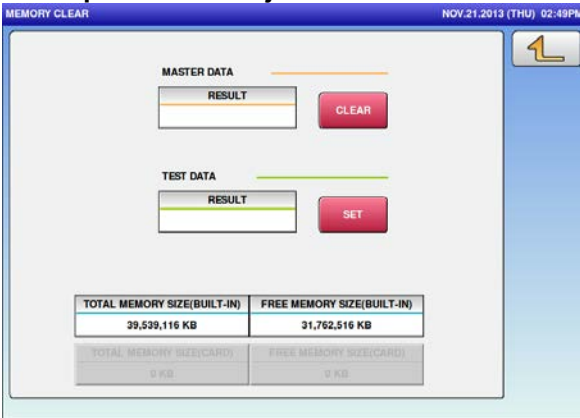 MEMORY CLEAR NOV.21.2013 (THU) 02:49PM
MASTER DATA
RESULT
CLEAR
TEST DATA
RESULT
SET
TOTAL MEMORY SIZE(BUILT-IN) FREE MEMORY SIZE(BUILT-IN)
39,539,116 KB 31,762,516 KB
TOTAL MEMORY SIZE(CARD) FREE MEMORY SIZE(CARD)
0 KB 0 KB